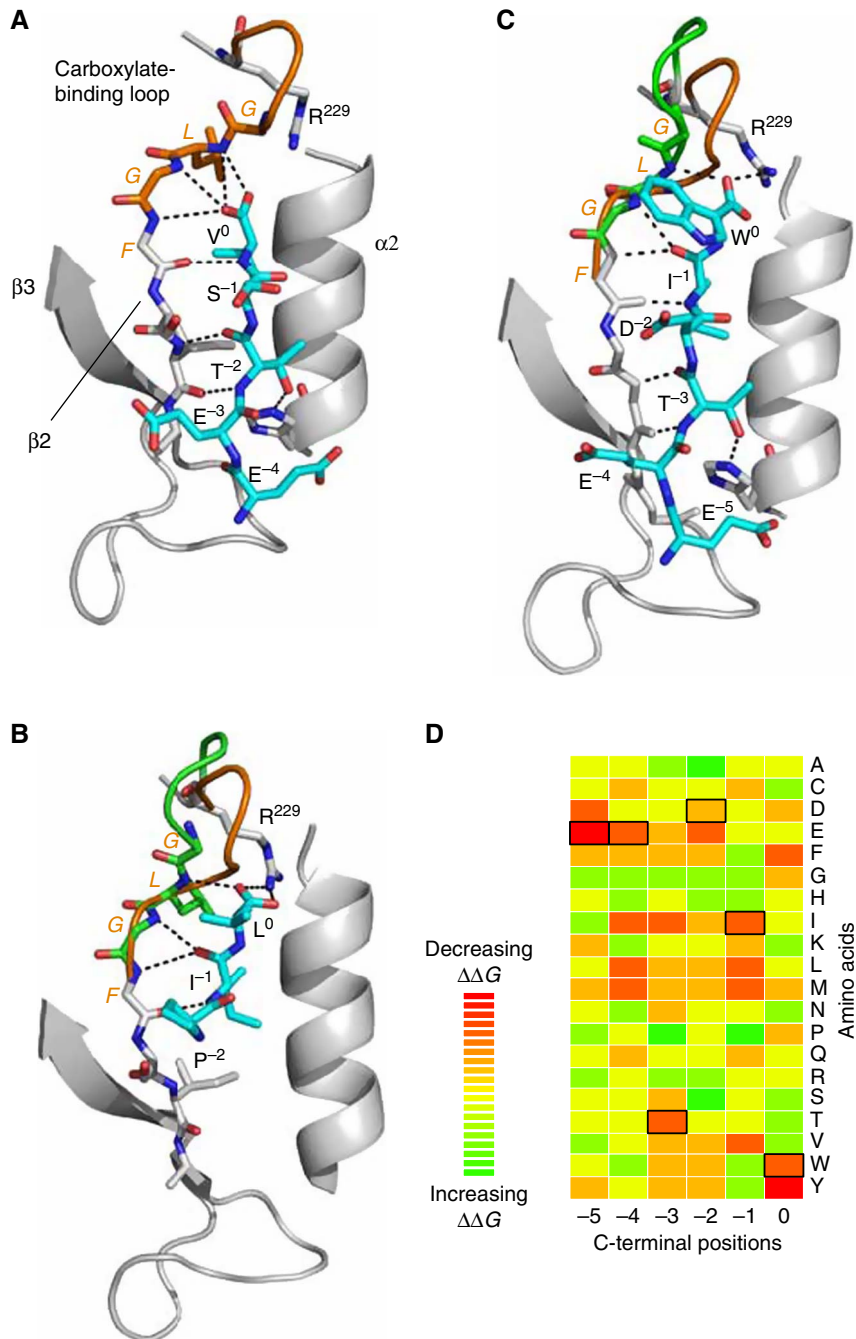 A
Carboxylate-
binding loop
R229
G
L
G
F
V0
α2
β3
S–1
T–2
β2
E–3
E–4
C
R229
G
L
G
F
W0
I–1
D–2
T–3
E–4
E–5
B
R229
G
L
G
F
L0
I–1
P–2
D
Decreasing
ΔΔG
Increasing
ΔΔG
A
C
D
E
F
G
H
I
K
L
M
N
P
Q
R
S
T
V
W
Y
Amino acids
–5 –4 –3 –2 –1 0
C-terminal positions